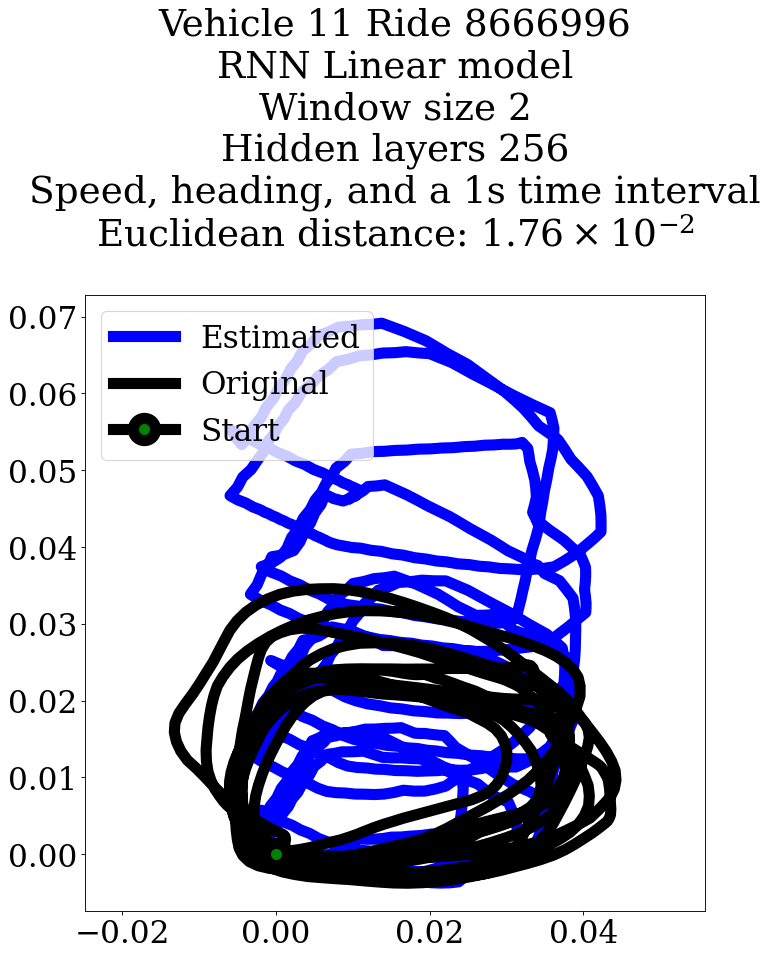 Vehicle 11 Ride 8666996
RNN Linear model
Window size 2
Hidden layers 256
Speed, heading, and a 1s time interval
Euclidean distance: 1.76 × 10⁻²
0.07
Estimated
0.06
Original
Start
0.05
0.04
0.03
0.02
0.01
0.00
−0.02 0.00 0.02 0.04